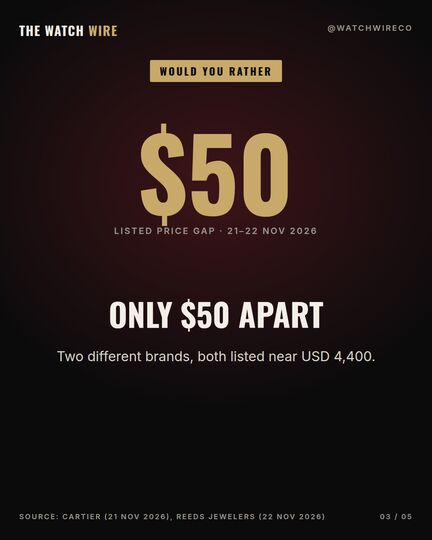 THE WATCH WIRE
@WATCHWIRECO
WOULD YOU RATHER
$50
LISTED PRICE GAP · 21–22 NOV 2026
ONLY $50 APART
Two different brands, both listed near USD 4,400.
SOURCE: CARTIER (21 NOV 2026), REEDS JEWELERS (22 NOV 2026)
03 / 05